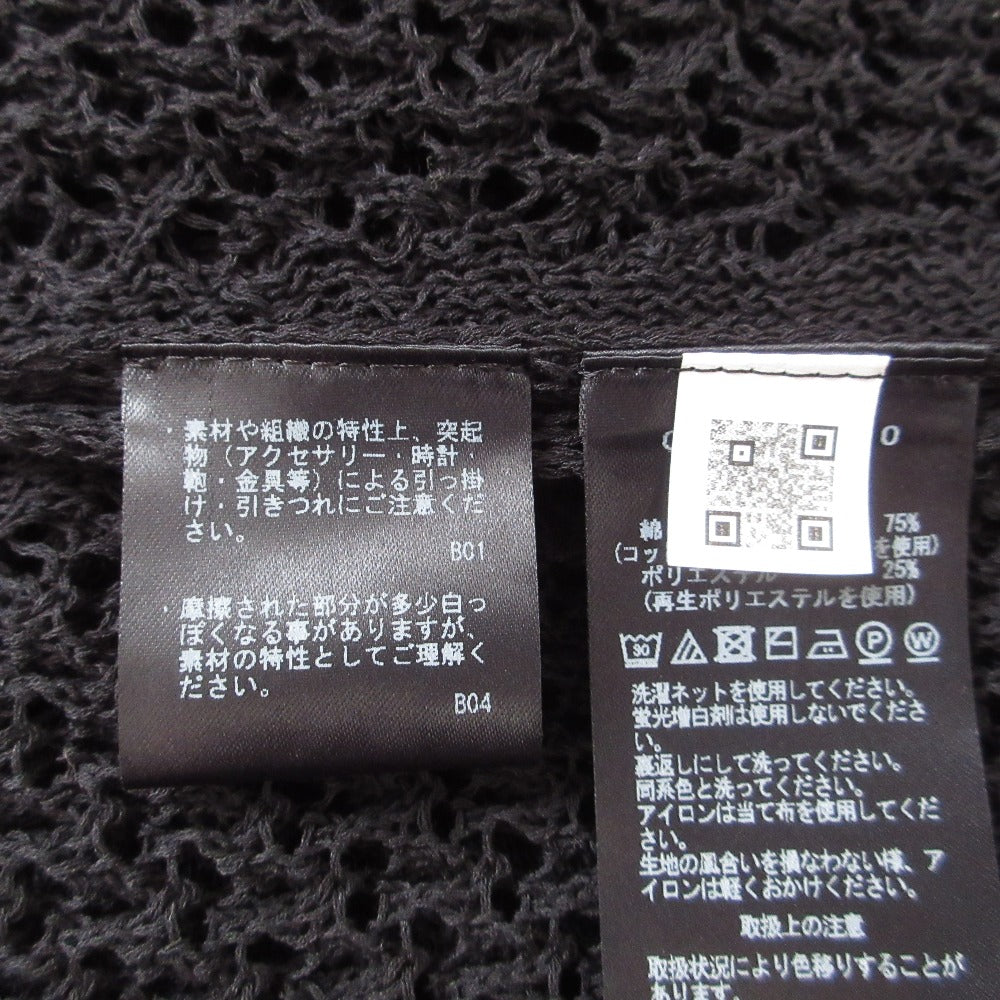 ・素材や組織の特性上、突起
物（アクセサリー・時計・
鞄・金具等）による引っ掛
け・引きつれにご注意くだ
さい。
B01
・摩擦された部分が多少白っ
ぽくなる事がありますが、
素材の特性としてご理解く
ださい。
B04
O
綿 75%
(コッ を使用)
ポリエステル 25%
(再生ポリエステルを使用)
30
P W
洗濯ネットを使用してください。
蛍光増白剤は使用しないでくださ
い。
裏返しにして洗ってください。
同系色と洗ってください。
アイロンは当て布を使用してくだ
さい。
生地の風合いを損なわない様、ア
イロンは軽くおかけください。
取扱上の注意
取扱状況により色移りすることが
あります。